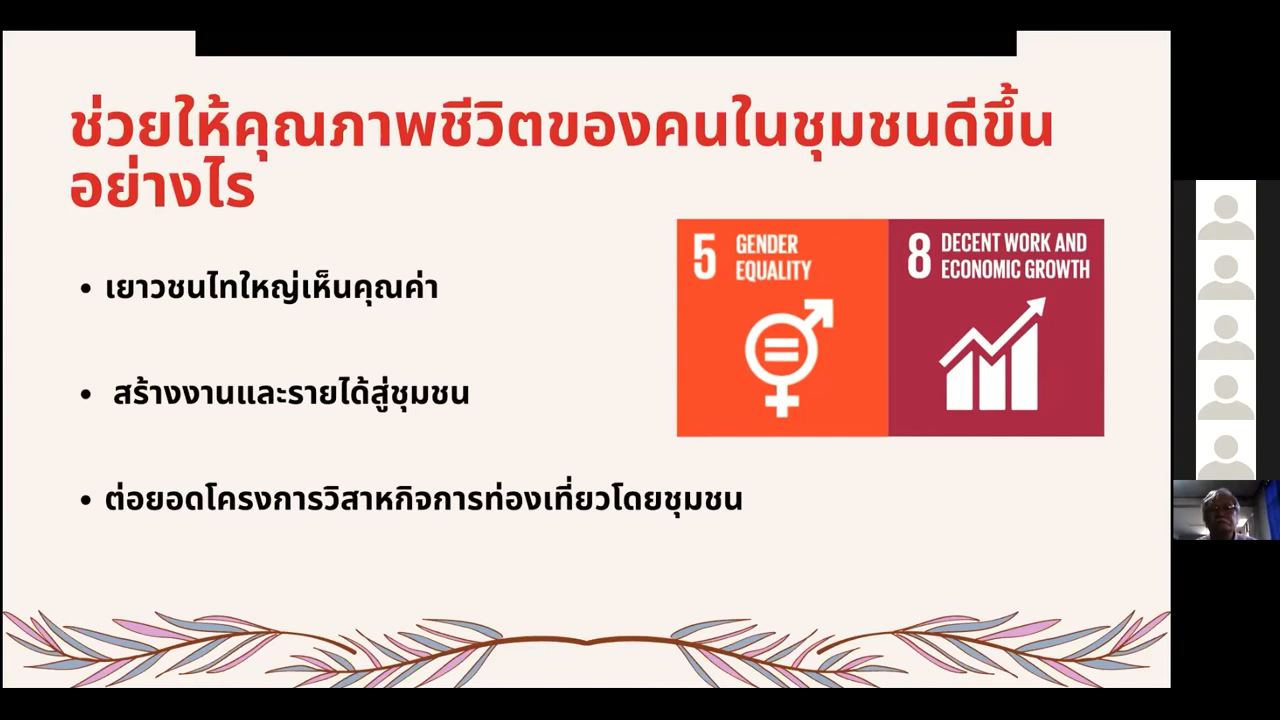 ช่วยให้คุณภาพชีวิตของคนในชุมชนดีขึ้น
อย่างไร
5 GENDER
EQUALITY
8 DECENT WORK AND
ECONOMIC GROWTH
• เยาวชนไทใหญ่เห็นคุณค่า
• สร้างงานและรายได้สู่ชุมชน
• ต่อยอดโครงการวิสาหกิจการท่องเที่ยวโดยชุมชน